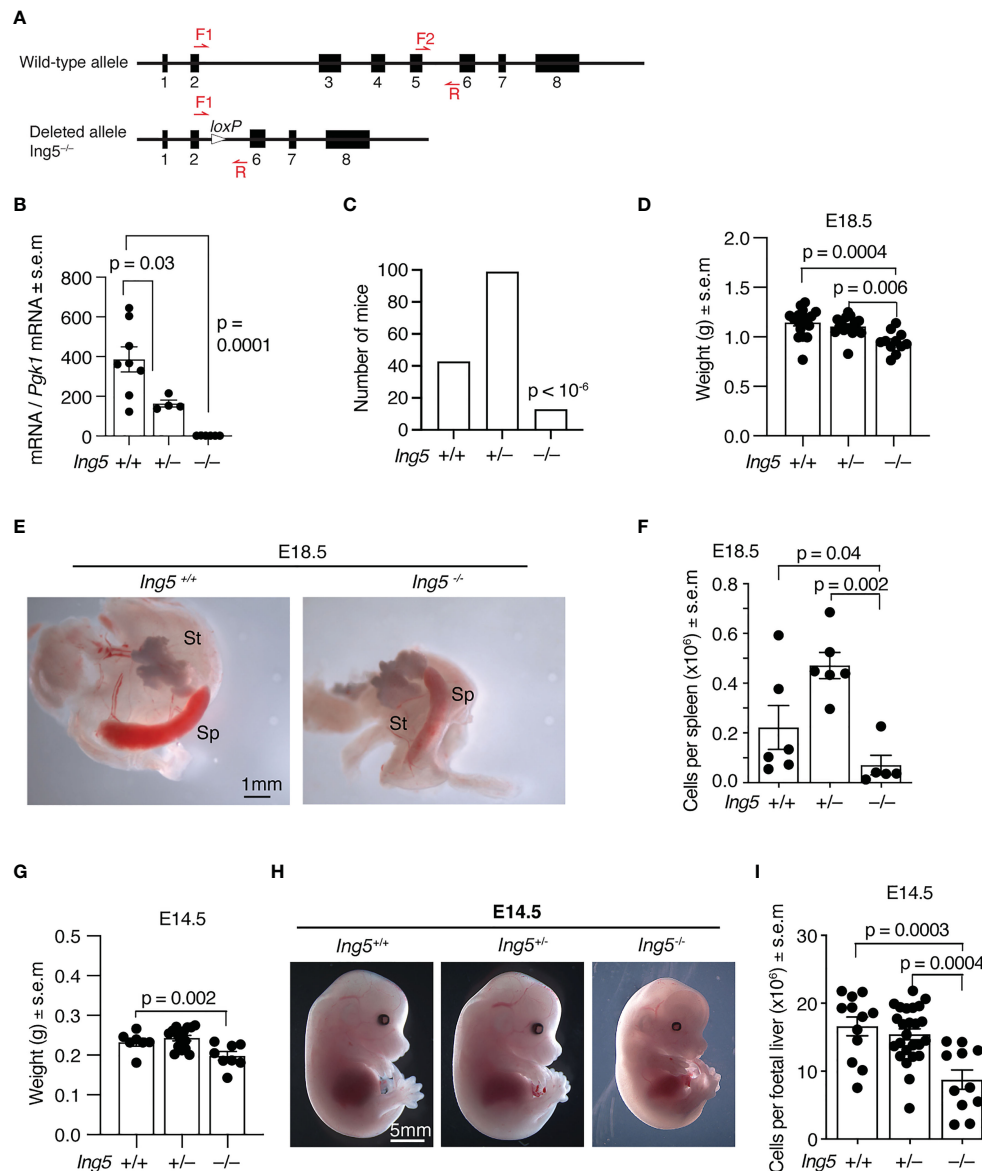 A
F1
F2
Wild-type allele
1 2 3 4 5 6 7 8
R
F1
loxP
Deleted allele
Ing5–/–
1 2 6 7 8
R
B
mRNA / Pgk1 mRNA ± s.e.m
p = 0.03
p =
0.0001
800
600
400
200
0
Ing5 +/+ +/– –/–
C
Number of mice
100
80
60
40
20
0
p < 10-6
Ing5 +/+ +/– –/–
D
E18.5
Weight (g) ± s.e.m
2.0
1.5
1.0
0.5
0.0
p = 0.0004
p = 0.006
Ing5 +/+ +/– –/–
E
E18.5
Ing5 +/+ Ing5 -/-
St
Sp
1mm
Sp
St
F
E18.5
Cells per spleen (x10⁶) ± s.e.m
p = 0.04
p = 0.002
0.8
0.6
0.4
0.2
0.0
Ing5 +/+ +/– –/–
G
E14.5
Weight (g) ± s.e.m
0.5
0.4
0.3
0.2
0.1
0.0
p = 0.002
Ing5 +/+ +/– –/–
H
E14.5
Ing5+/+ Ing5+/- Ing5-/-
5mm
I
E14.5
Cells per foetal liver (x10⁶) ± s.e.m
p = 0.0003
p = 0.0004
30
20
10
0
Ing5 +/+ +/– –/–